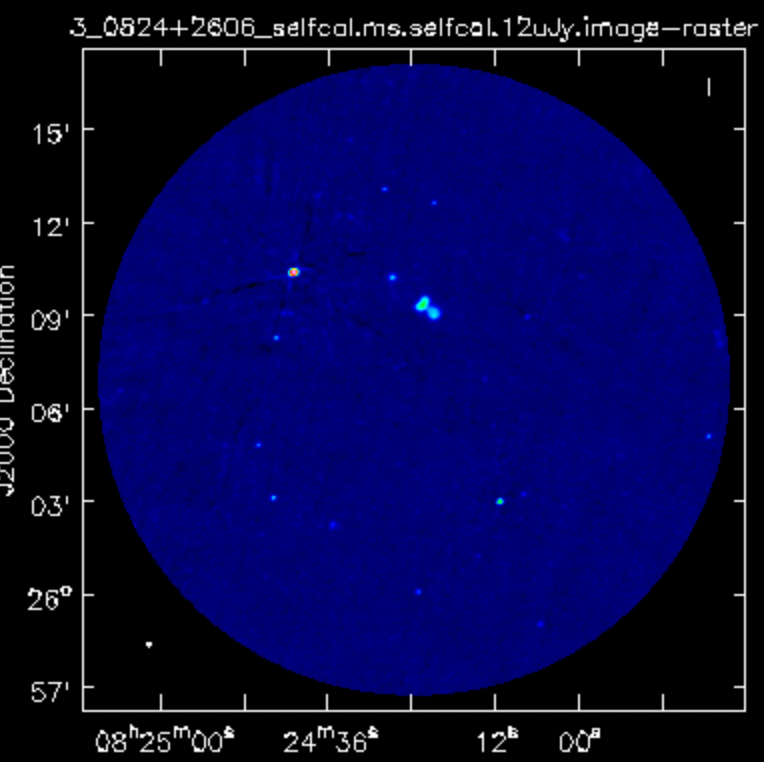 3_0824+2606_selfcal.ms.selfcal.12uJy.image-raster
15'
12'
09'
06'
03'
26°
57'
J2000 Declination
08ʰ25ᵐ00ˢ 24ᵐ36ˢ 12ˢ 00ˢ